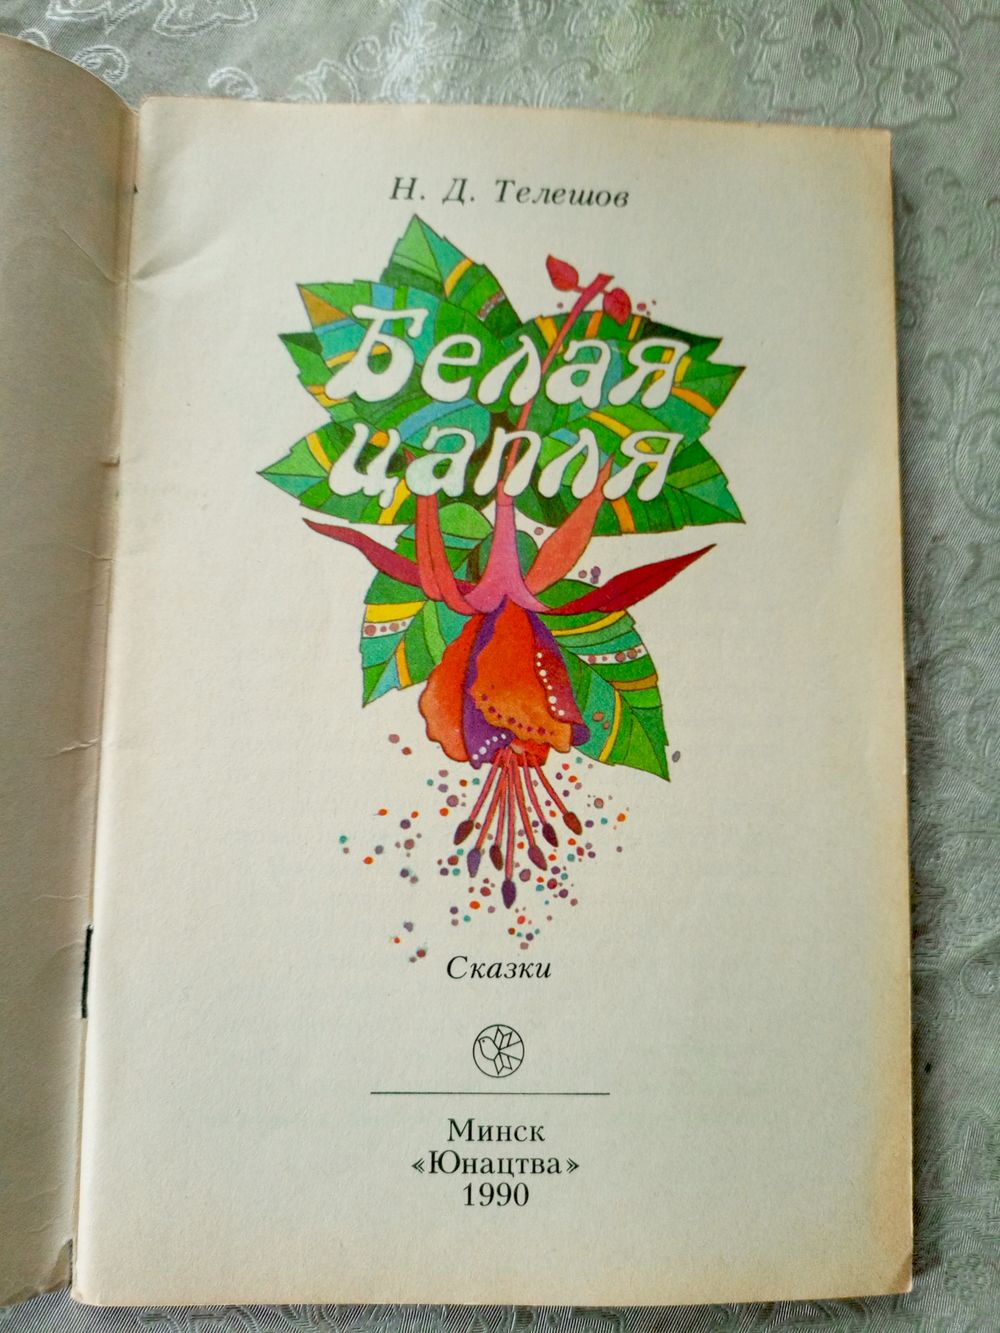 Н. Д. Телешов
Белая
цапля
Сказки
Минск
«Юнацтва»
1990